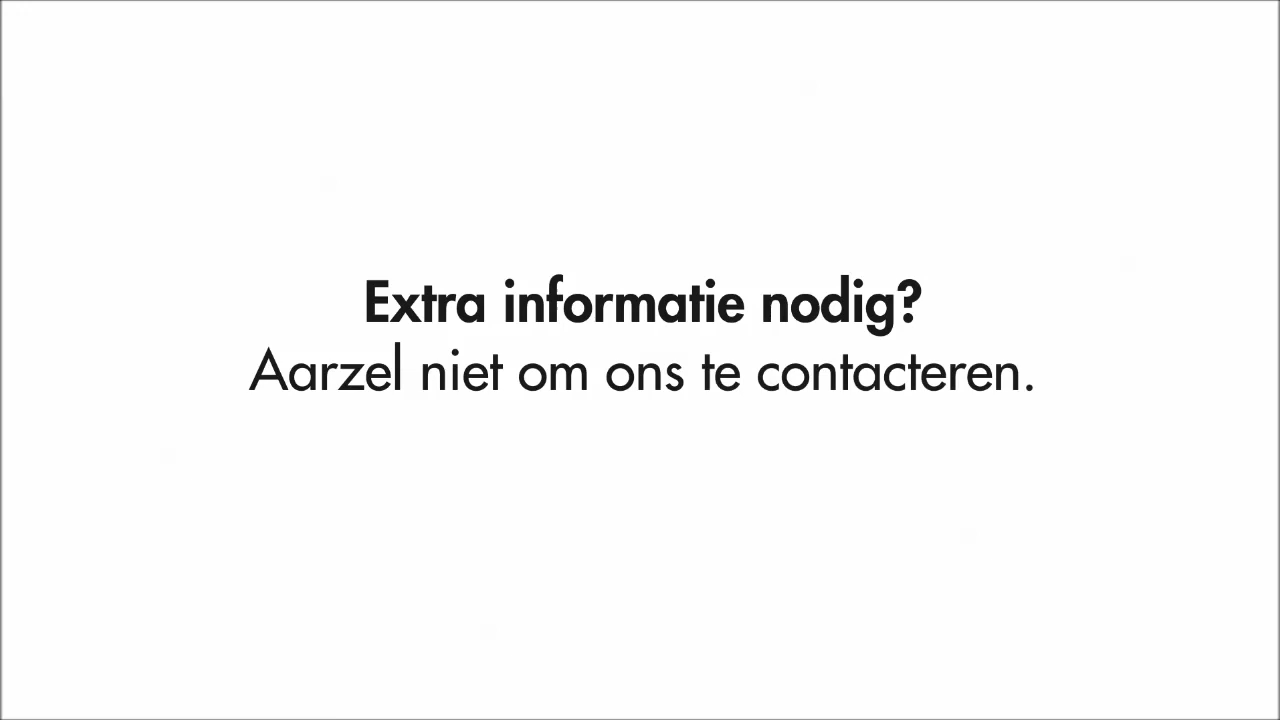 Extra informatie nodig?
Aarzel niet om ons te contacteren.